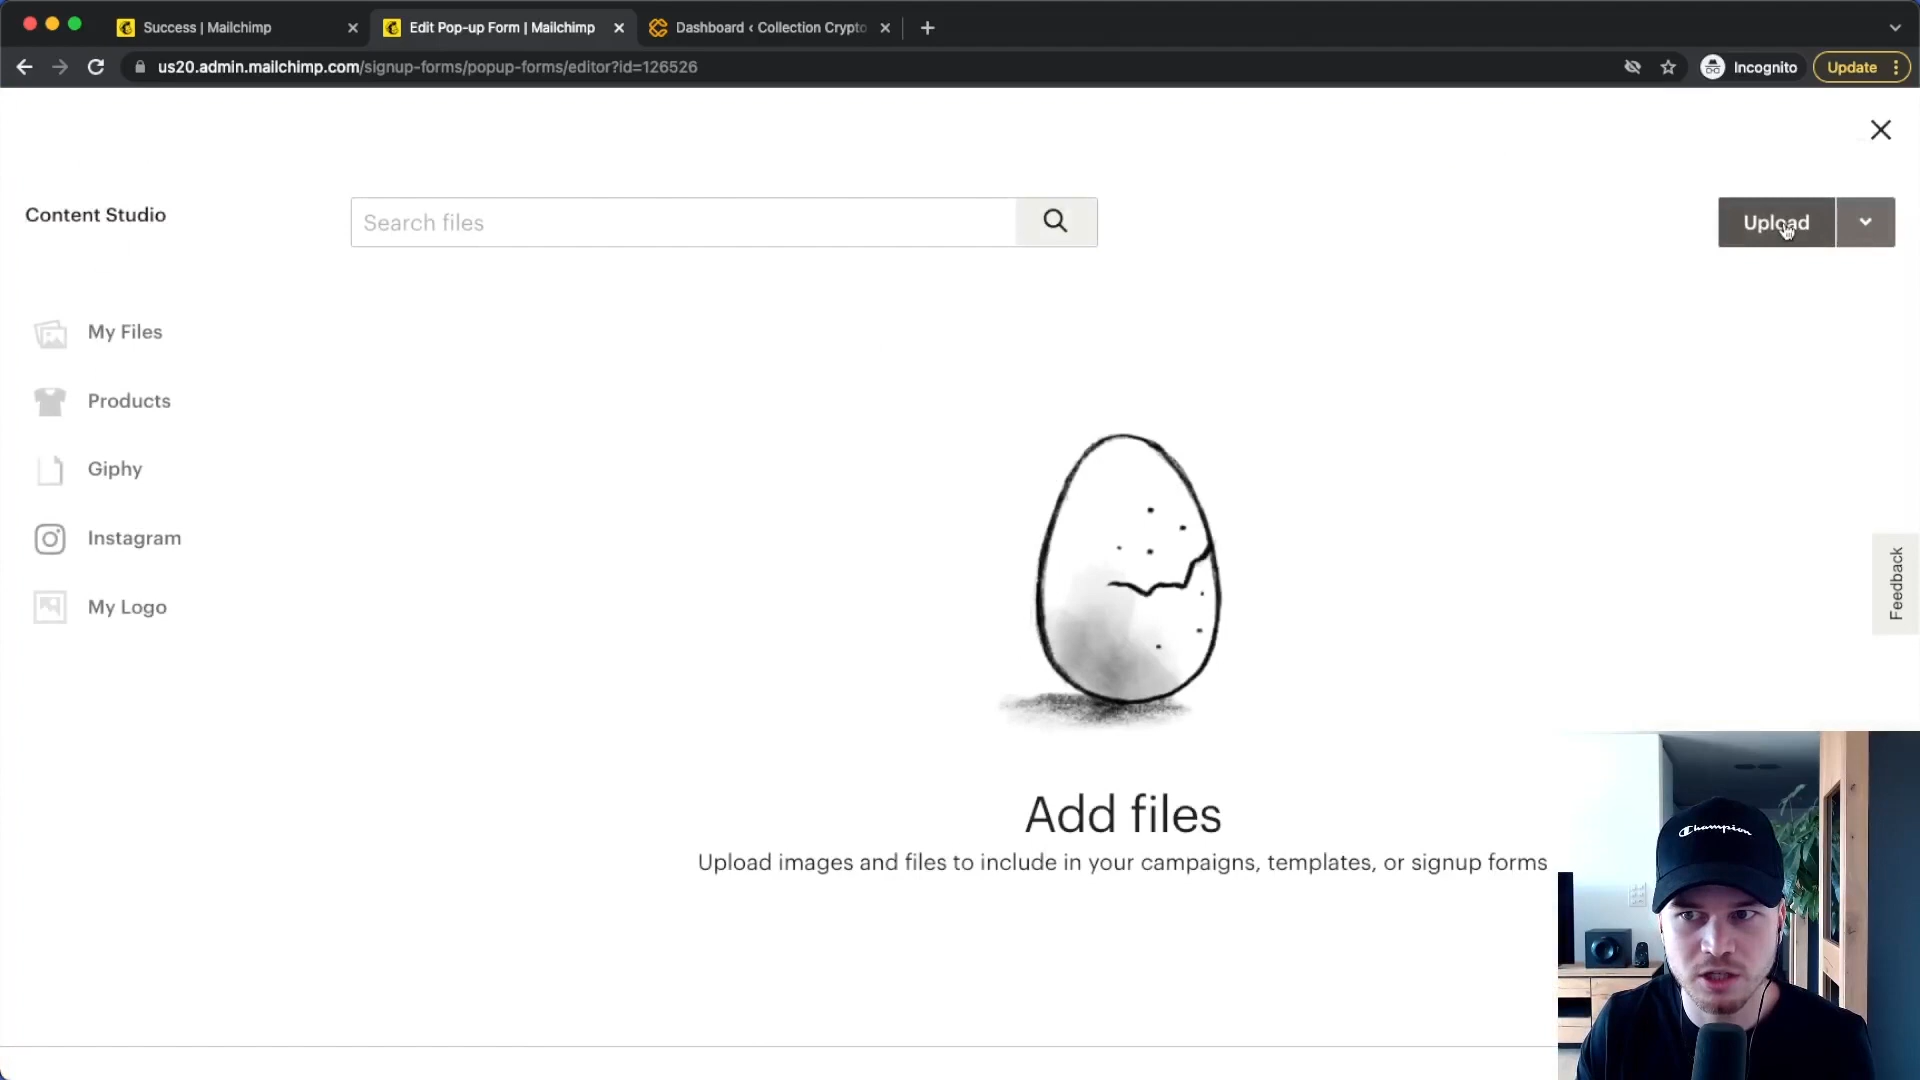 Success | Mailchimp
Edit Pop-up Form | Mailchimp
Dashboard ‹ Collection Crypto
us20.admin.mailchimp.com/signup-forms/popup-forms/editor?id=126526
Incognito
Update
Content Studio
Search files
Upload
My Files
Products
Giphy
Instagram
My Logo
Feedback
Add files
Upload images and files to include in your campaigns, templates, or signup forms
Champion